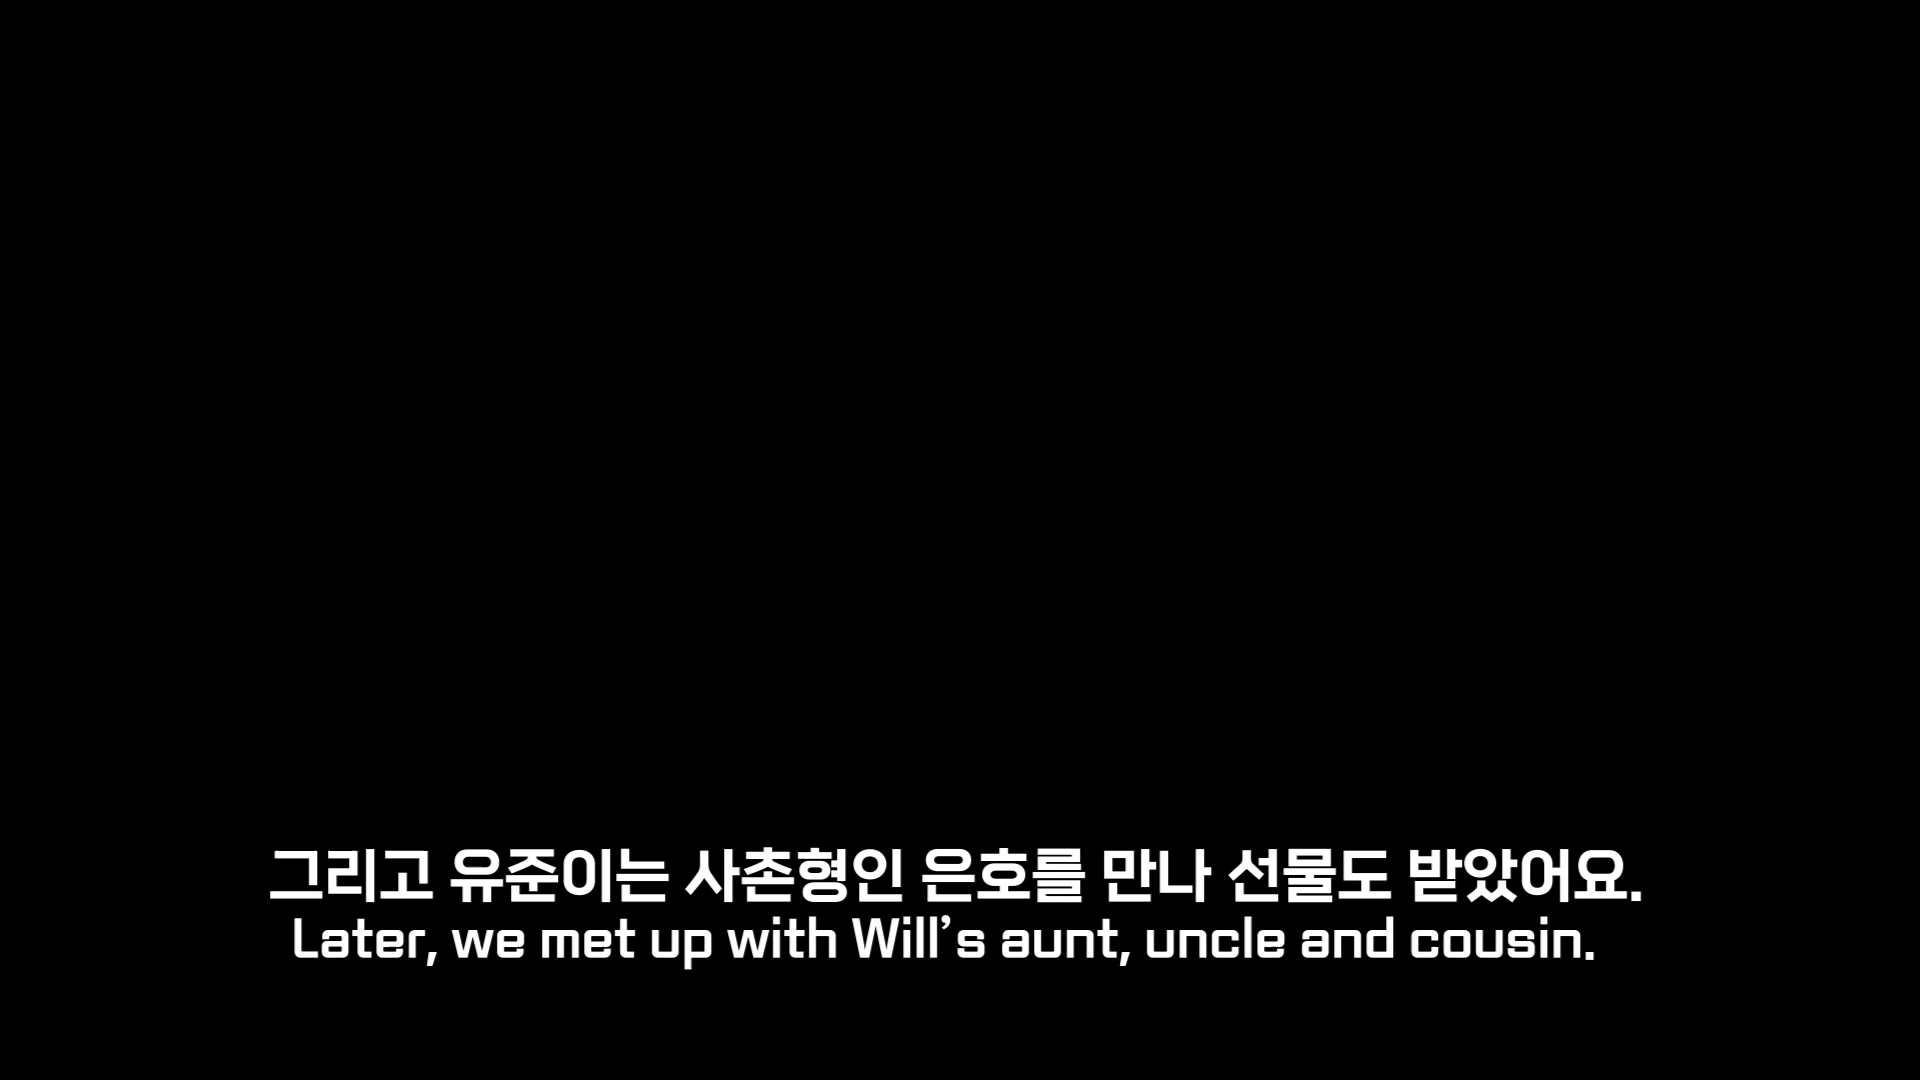 그리고 유준이는 사촌형인 은호를 만나 선물도 받았어요.
Later, we met up with Will’s aunt, uncle and cousin.